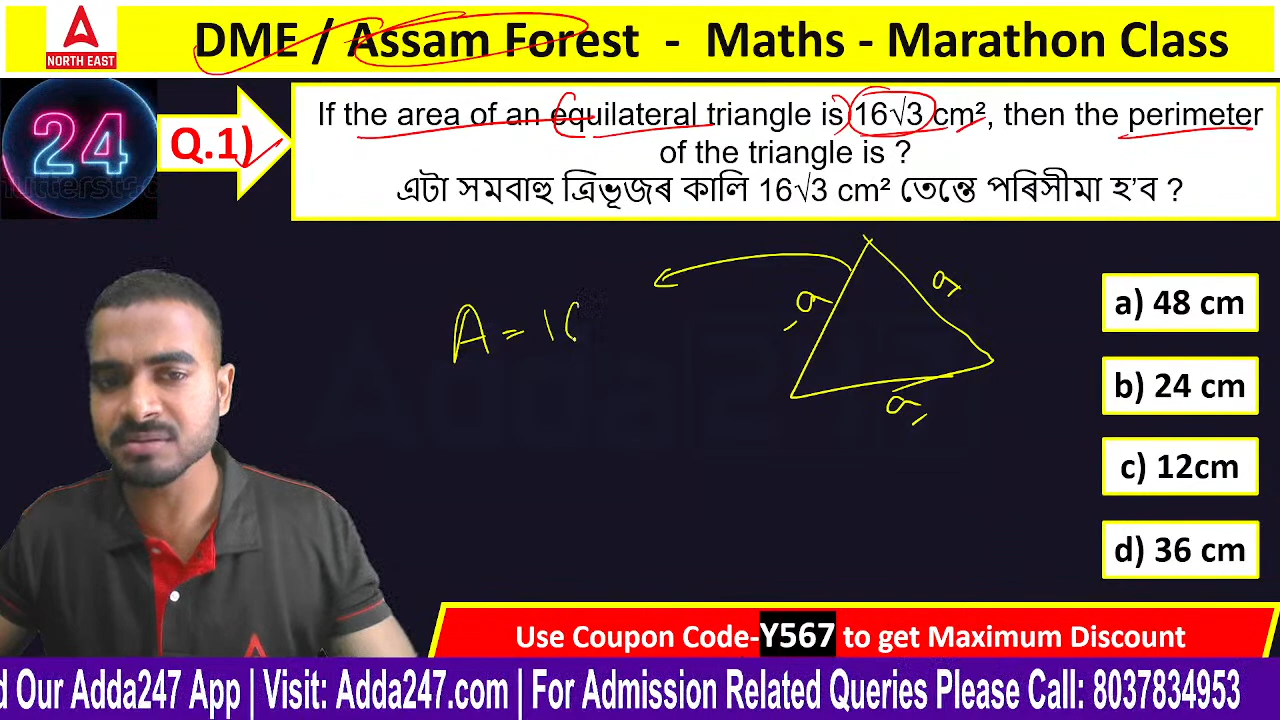 DME / Assam Forest - Maths - Marathon Class
NORTH EAST
24
Q.1)
If the area of an equilateral triangle is 16√3 cm², then the perimeter
of the triangle is ?
এটা সমবাহু ত্ৰিভূজৰ কালি 16√3 cm² তেন্তে পৰিসীমা হ'ব ?
a
a
A = 1
a
a) 48 cm
b) 24 cm
c) 12cm
d) 36 cm
Use Coupon Code-Y567 to get Maximum Discount
d Our Adda247 App | Visit: Adda247.com | For Admission Related Queries Please Call: 8037834953